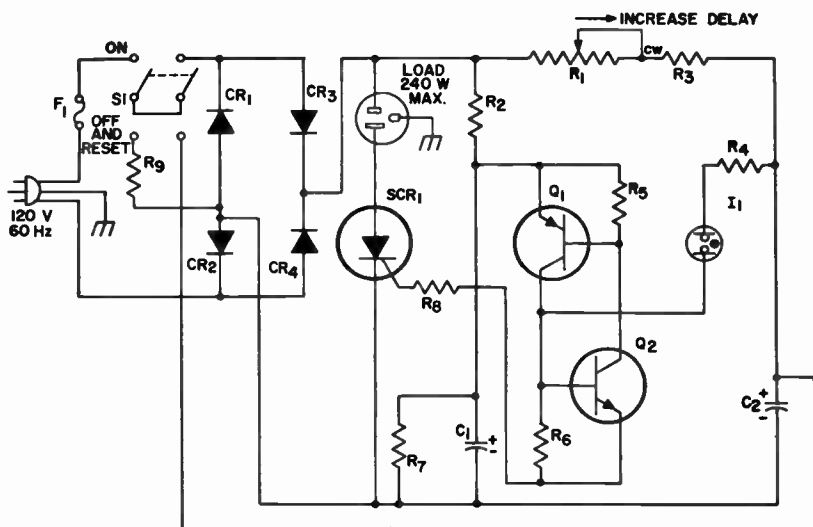 INCREASE DELAY
ON
CW
R1
R3
F1
S1
CR1
CR3
LOAD
240 W
MAX.
R2
OFF
AND
RESET
R9
R4
Q1
R5
I1
SCR1
120 V
60 Hz
CR2
CR4
R8
Q2
C2
+
-
R7
C1
+
-
R6